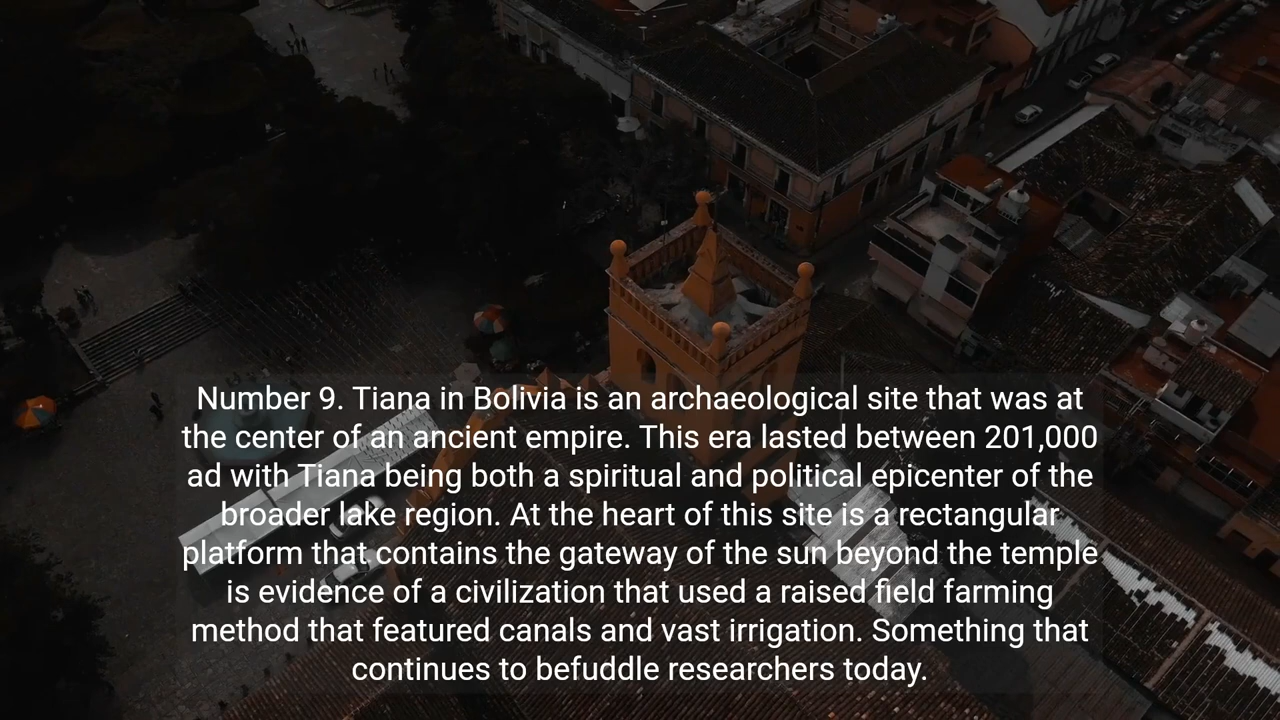 Number 9. Tiana in Bolivia is an archaeological site that was at
the center of an ancient empire. This era lasted between 201,000
ad with Tiana being both a spiritual and political epicenter of the
broader lake region. At the heart of this site is a rectangular
platform that contains the gateway of the sun beyond the temple
is evidence of a civilization that used a raised field farming
method that featured canals and vast irrigation. Something that
continues to befuddle researchers today.